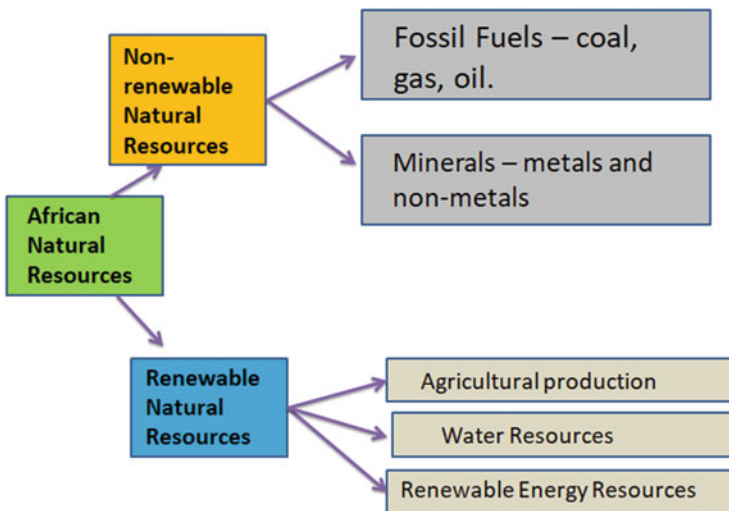 Non-
renewable
Natural
Resources
Fossil Fuels – coal,
gas, oil.
Minerals – metals and
non-metals
African
Natural
Resources
Renewable
Natural
Resources
Agricultural production
Water Resources
Renewable Energy Resources